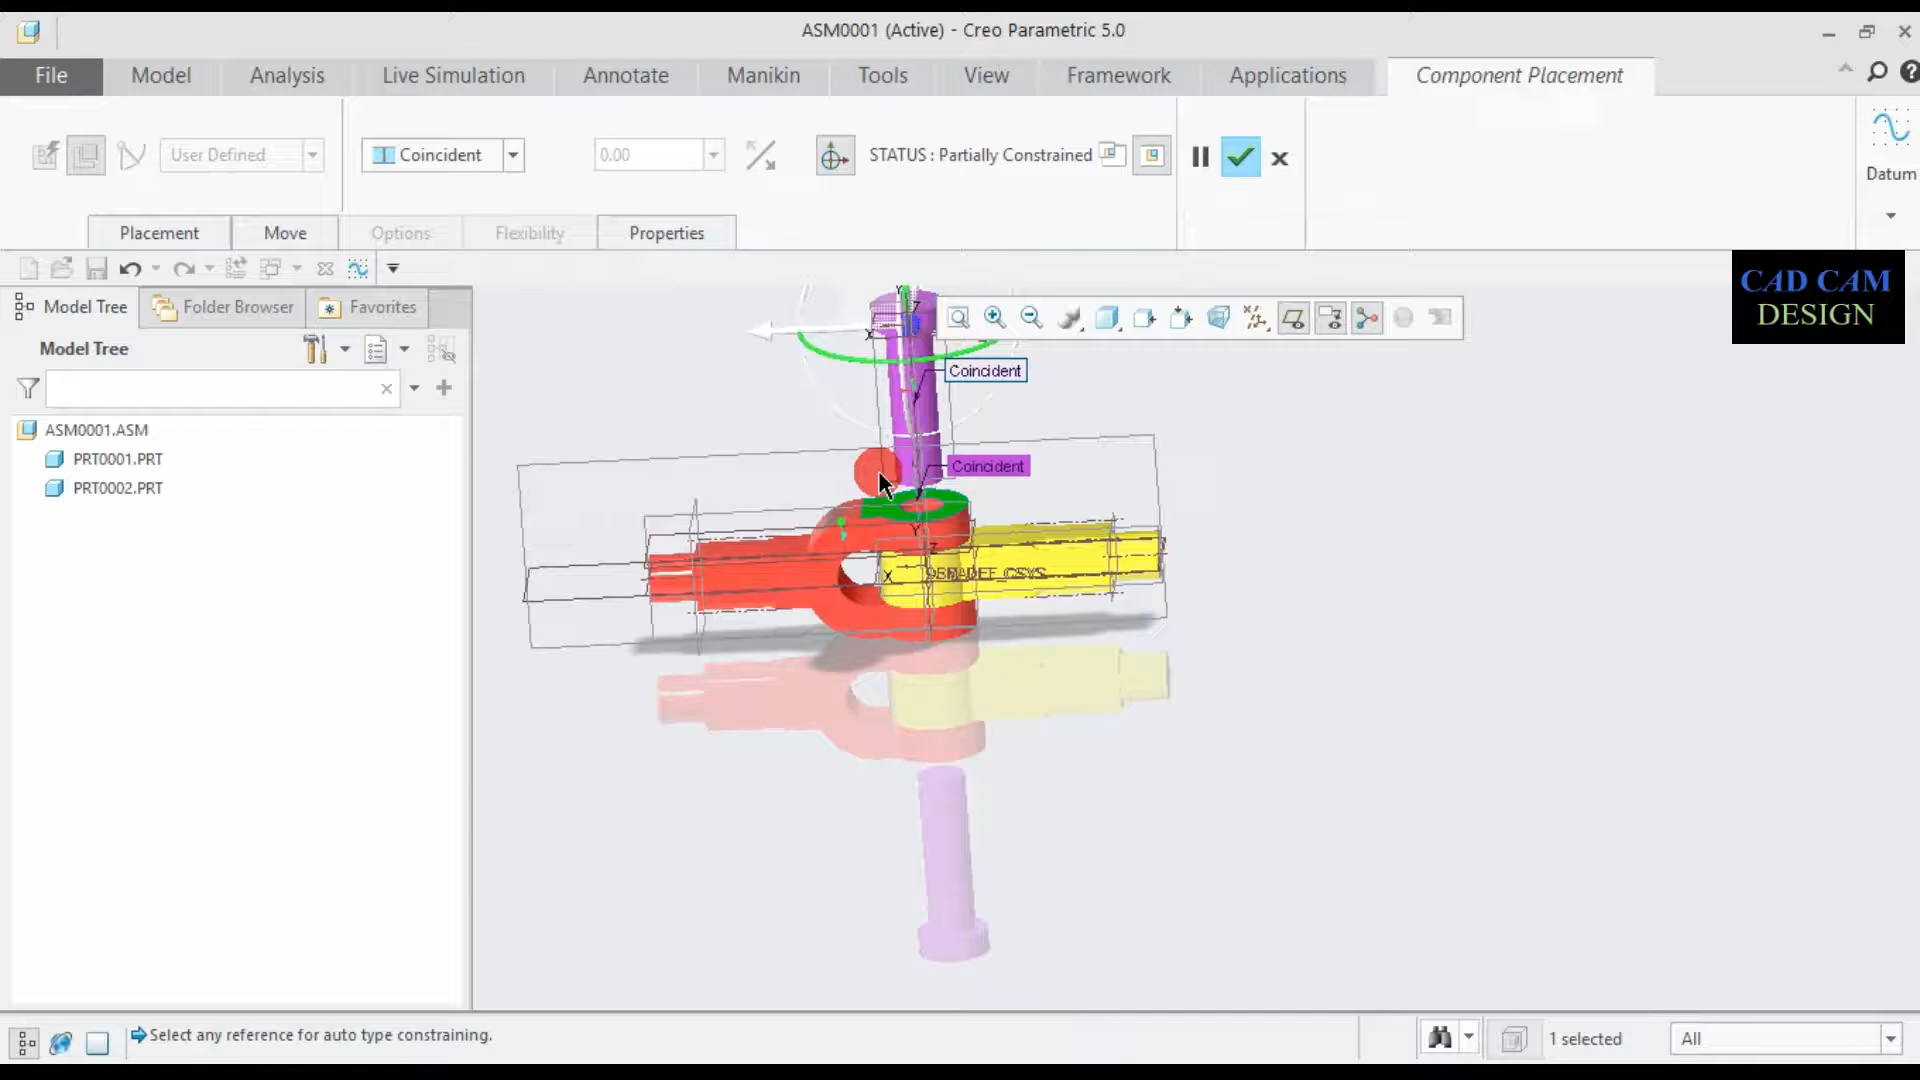 ASM0001 (Active) - Creo Parametric 5.0
File Model Analysis Live Simulation Annotate Manikin Tools View Framework Applications Component Placement
User Defined Coincident 0.00 STATUS : Partially Constrained
Datum
Placement Move Options Flexibility Properties
CAD CAM
DESIGN
Model Tree Folder Browser Favorites
Model Tree
ASM0001.ASM
PRT0001.PRT
PRT0002.PRT
Y
Z
X
Coincident
Coincident
Y
Z
X
Select any reference for auto type constraining.
1 selected
All